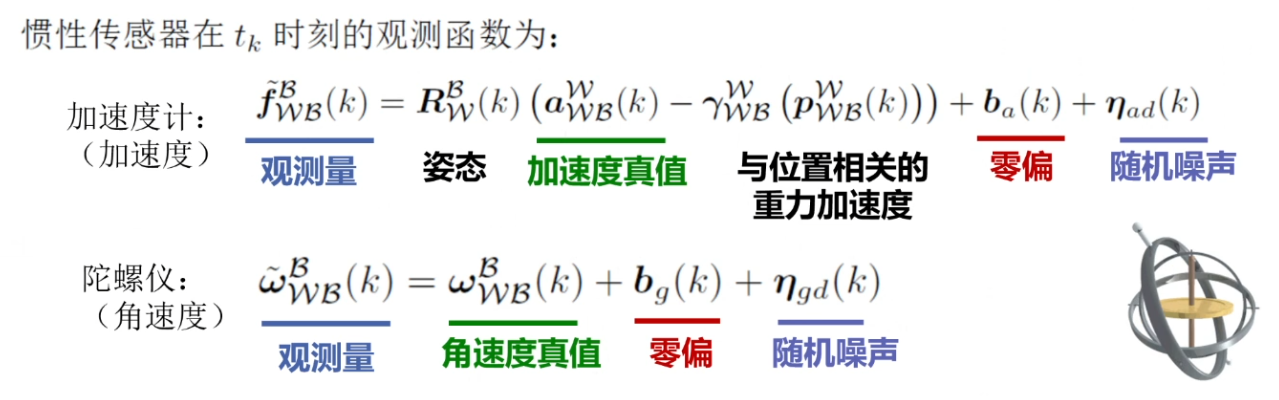 惯性传感器在 $t_k$ 时刻的观测函数为：
加速度计： $\tilde{\boldsymbol{f}}_{\mathcal{WB}}^{\mathcal{B}}(k) = \boldsymbol{R}_{\mathcal{W}}^{\mathcal{B}}(k) \left(\boldsymbol{a}_{\mathcal{WB}}^{\mathcal{W}}(k) - \boldsymbol{\gamma}_{\mathcal{WB}}^{\mathcal{W}} \left(\boldsymbol{p}_{\mathcal{WB}}^{\mathcal{W}}(k)\right)\right) + \boldsymbol{b}_a(k) + \boldsymbol{\eta}_{ad}(k)$
（加速度） 观测量 姿态 加速度真值 与位置相关的 零偏 随机噪声
重力加速度
陀螺仪： $\tilde{\boldsymbol{\omega}}_{\mathcal{WB}}^{\mathcal{B}}(k) = \boldsymbol{\omega}_{\mathcal{WB}}^{\mathcal{B}}(k) + \boldsymbol{b}_g(k) + \boldsymbol{\eta}_{gd}(k)$
（角速度）
观测量 角速度真值 零偏 随机噪声